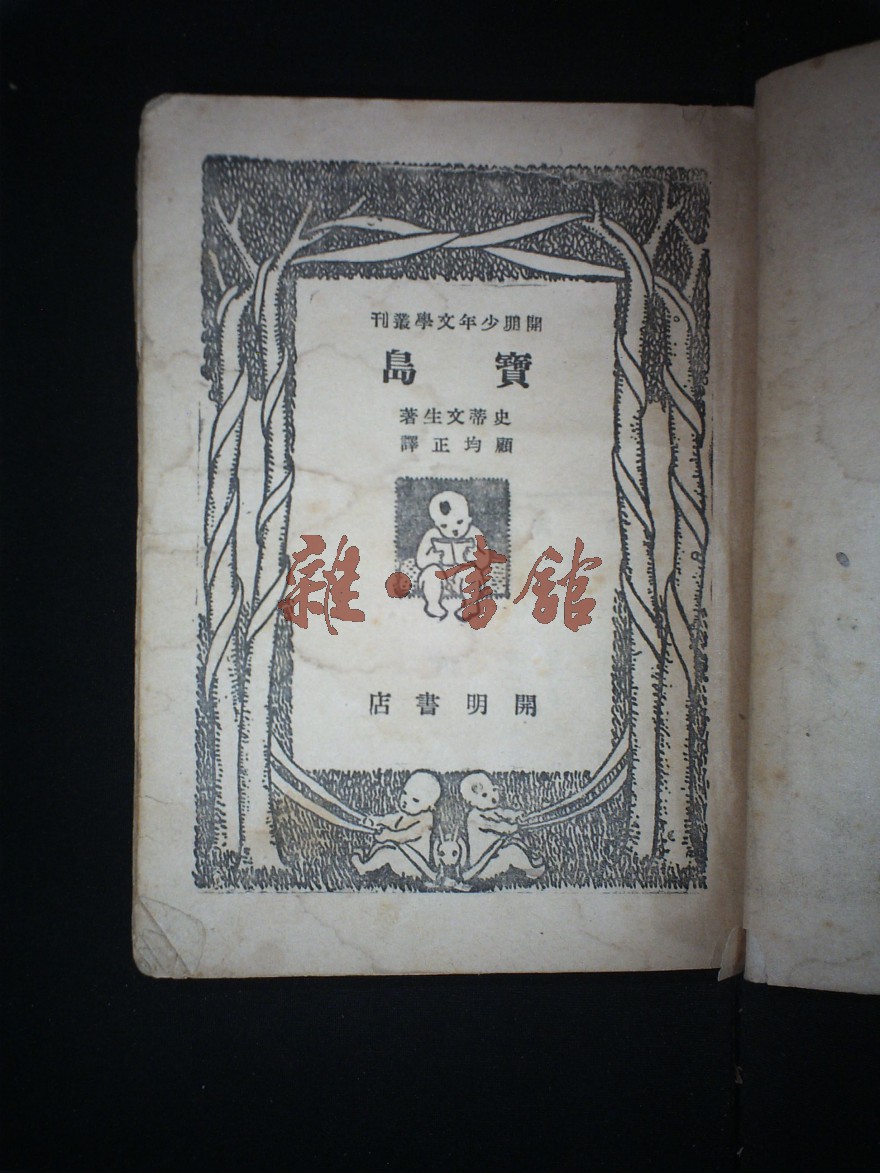 開明少年文學叢刊
寶島
史蒂文生著
顧均正譯
雜·書舘
開明書店